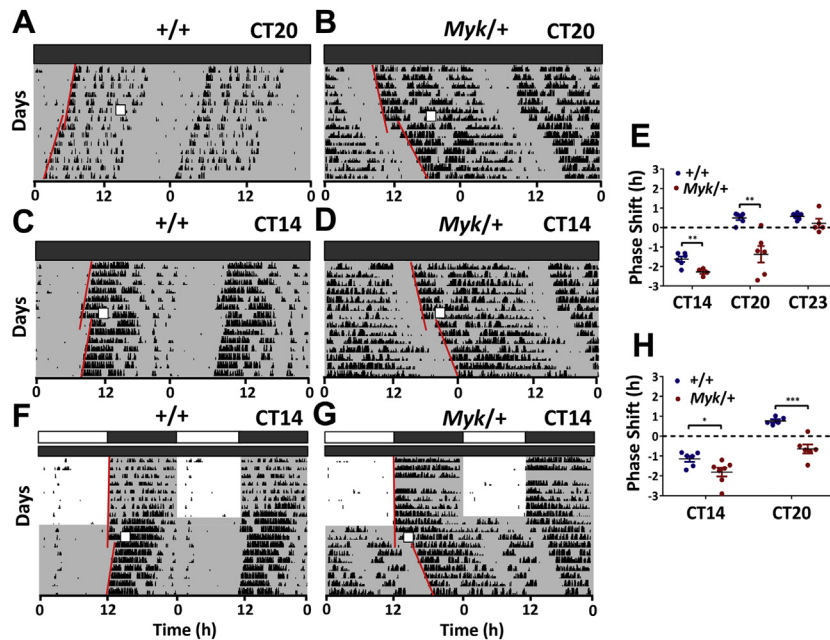 A +/+ CT20
B Myk/+ CT20
Days
0 12 0 12 0
0 12 0 12 0
C +/+ CT14
D Myk/+ CT14
Days
0 12 0 12 0
0 12 0 12 0
E
+/+
Myk/+
Phase Shift (h)
3
2
1
0
-1
-2
-3
**
**
CT14 CT20 CT23
F +/+ CT14
G Myk/+ CT14
Days
0 12 0 12 0
0 12 0 12 0
Time (h)
Time (h)
H
+/+
Myk/+
Phase Shift (h)
3
2
1
0
-1
-2
-3
*
***
CT14 CT20